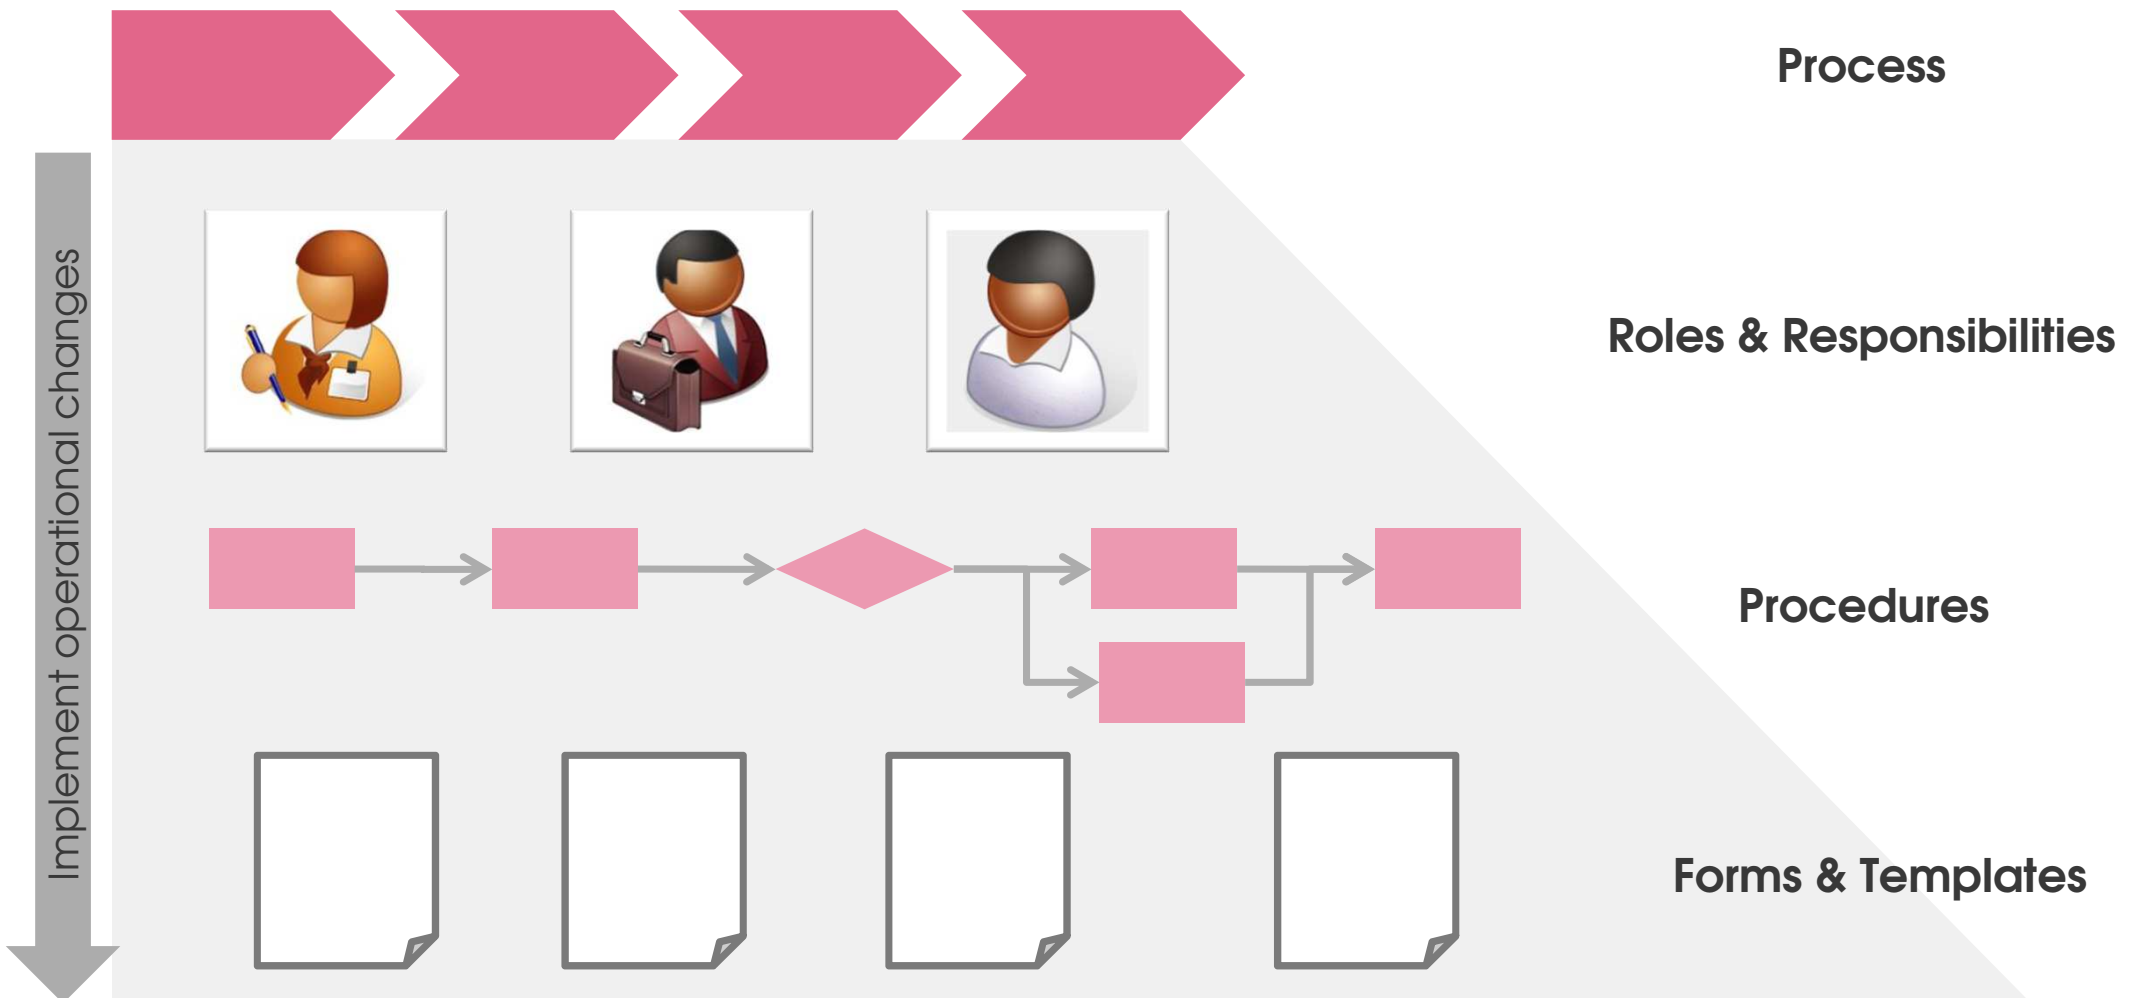 Process
Implement operational changes
Roles & Responsibilities
Procedures
Forms & Templates